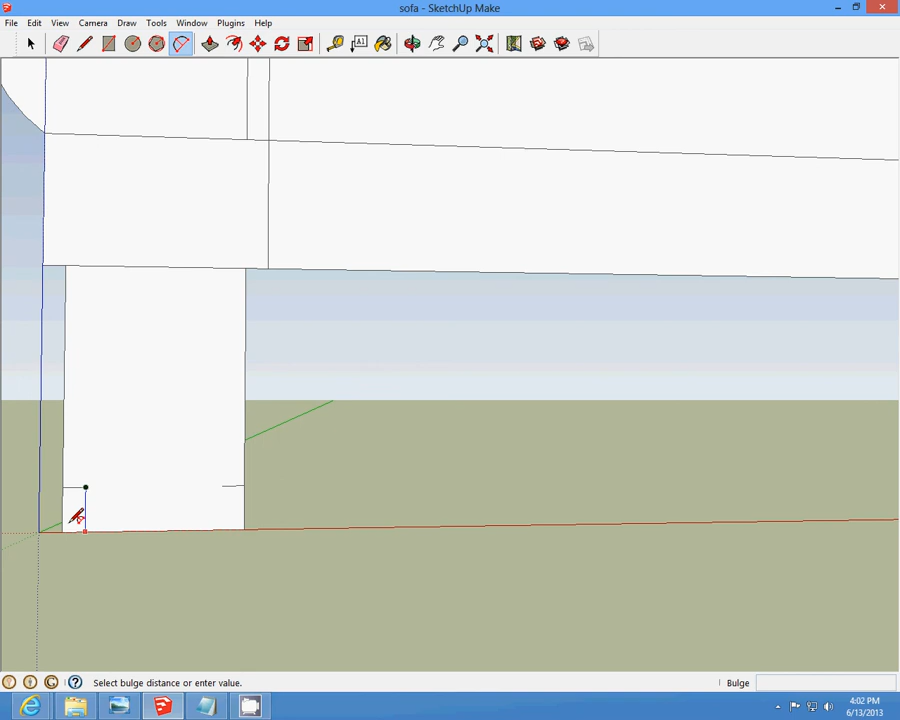 sofa - SketchUp Make
File Edit View Camera Draw Tools Window Plugins Help
A1
Select bulge distance or enter value. Bulge
4:02 PM
6/13/2013